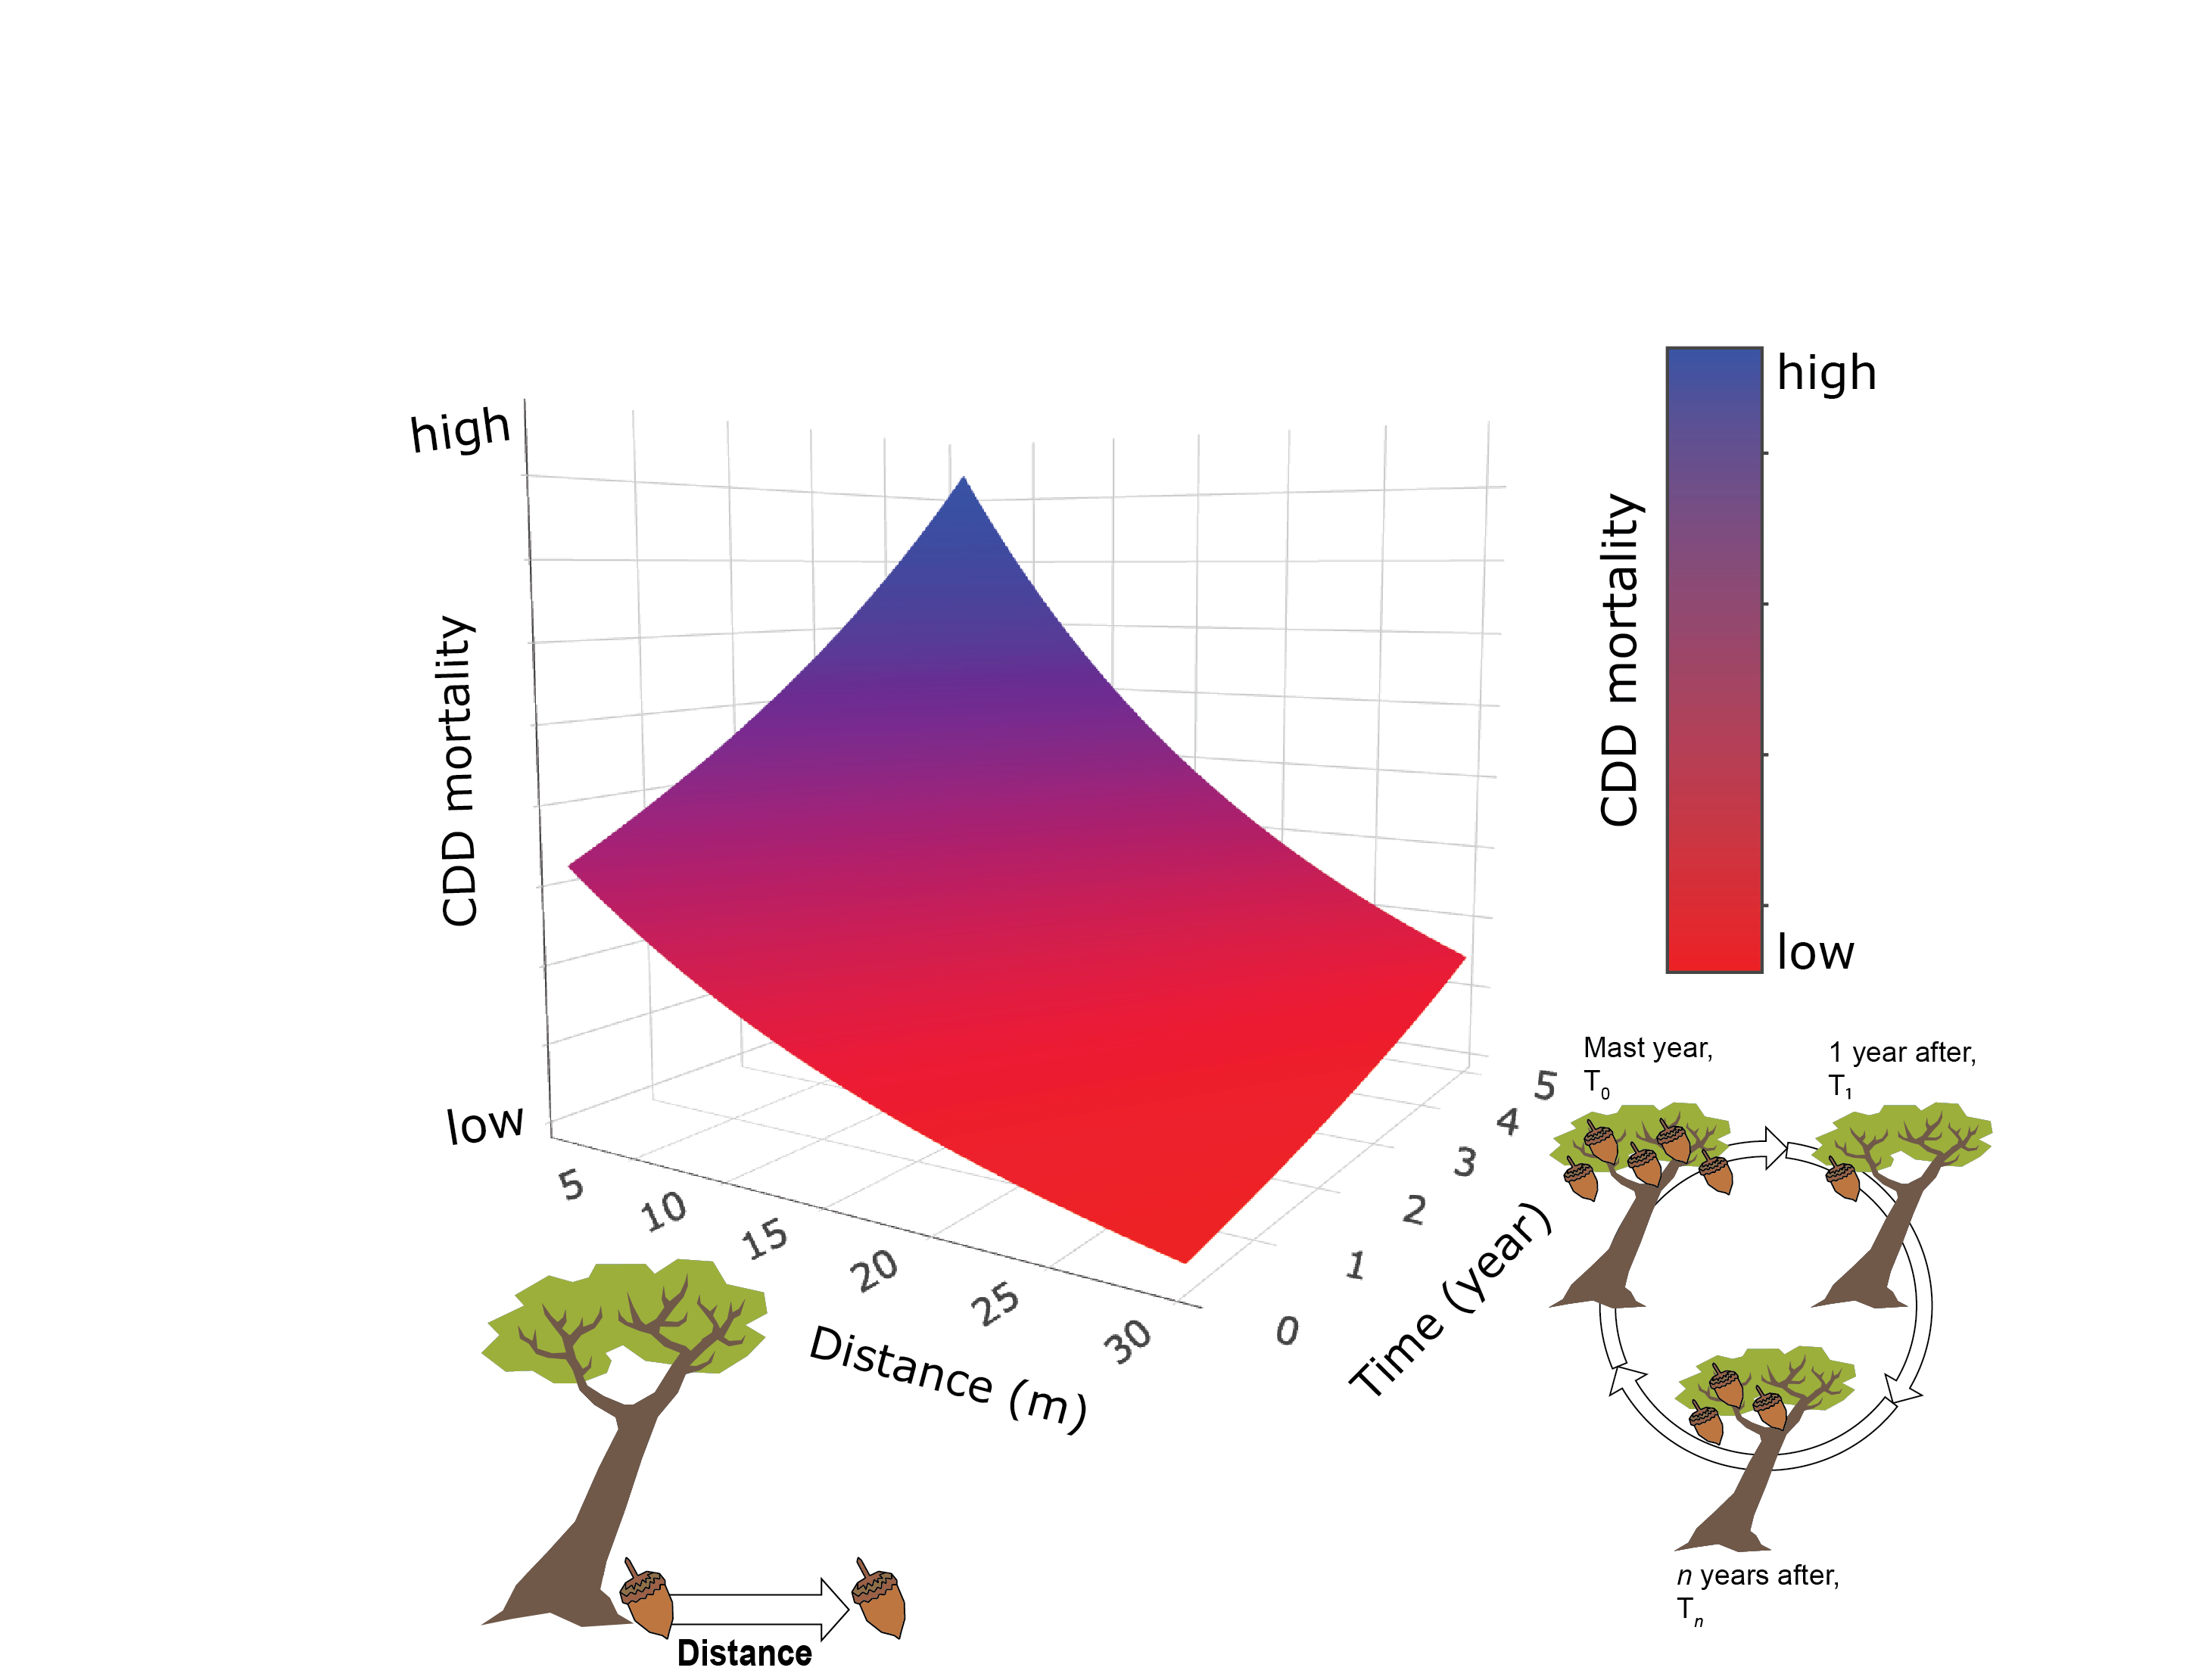 high
CDD mortality
low
5
10
15
20
25
30
Distance (m)
0
1
2
3
4
5
Time (year)
high
CDD mortality
low
Mast year,
T0
1 year after,
T1
n years after,
Tn
Distance